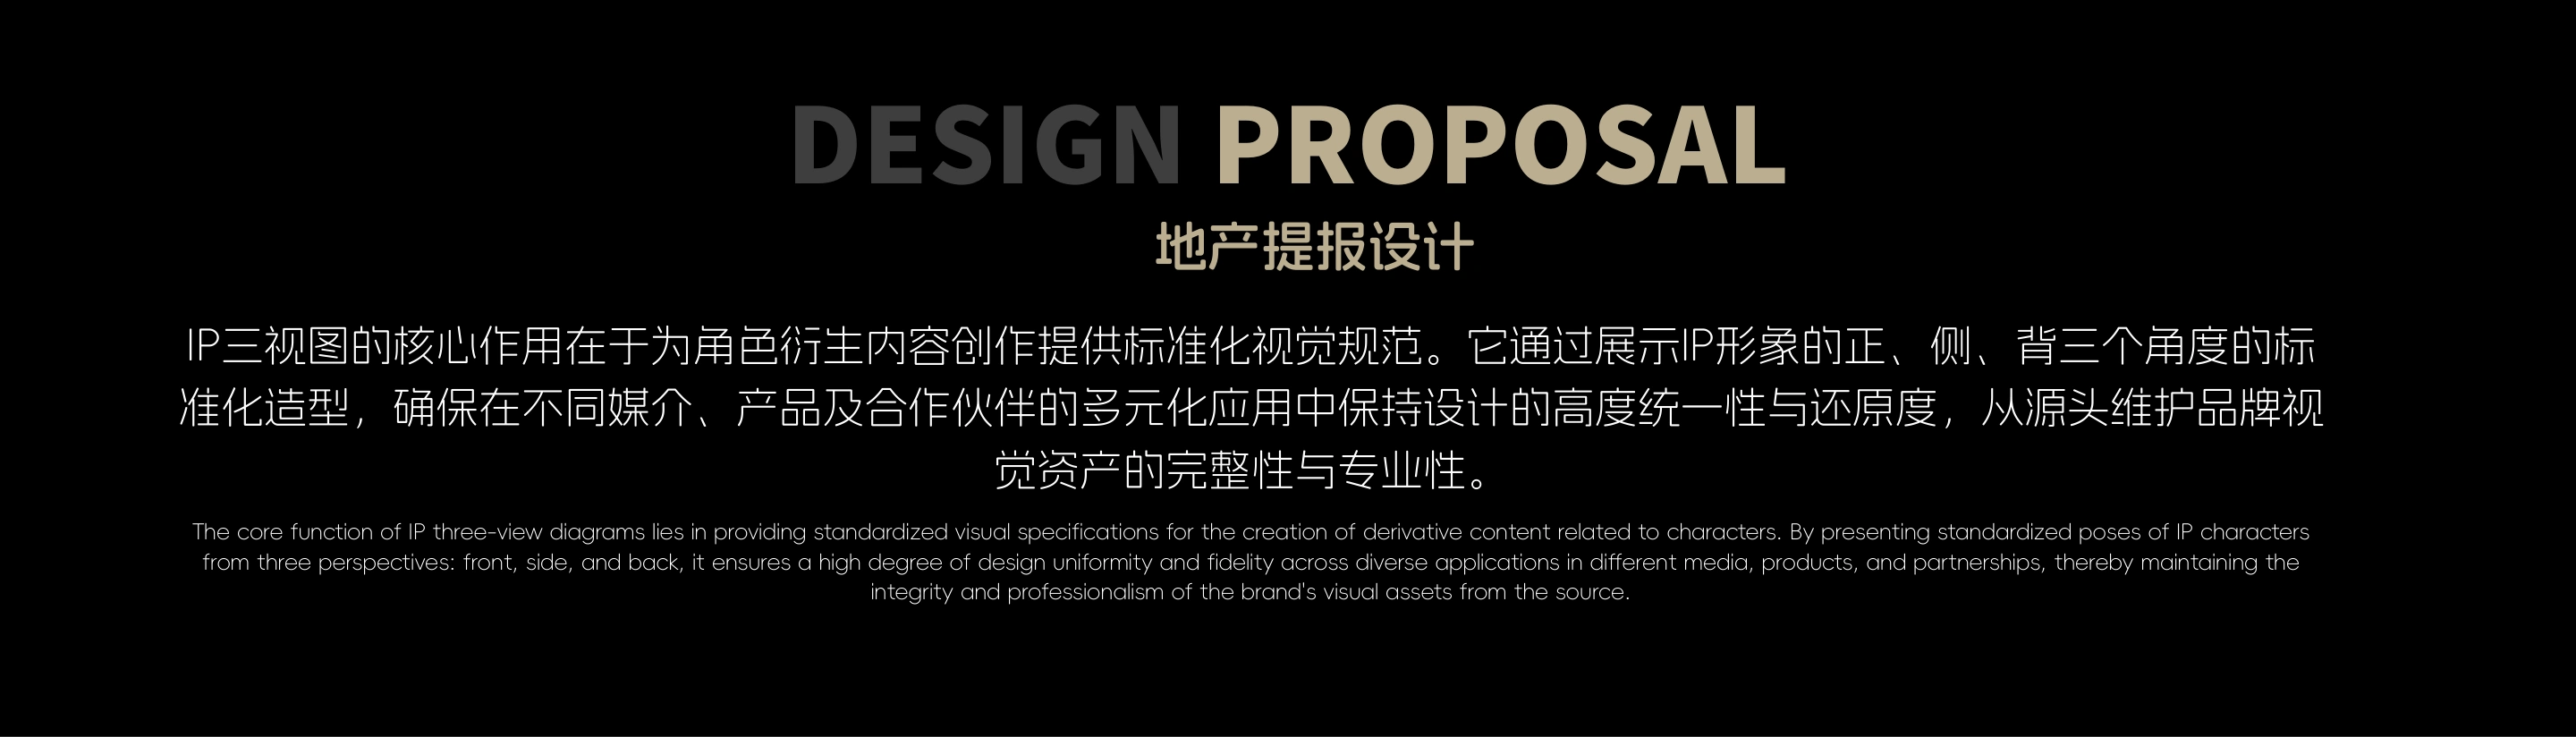 DESIGN PROPOSAL
地产提报设计
IP三视图的核心作用在于为角色衍生内容创作提供标准化视觉规范。它通过展示IP形象的正、侧、背三个角度的标
准化造型，确保在不同媒介、产品及合作伙伴的多元化应用中保持设计的高度统一性与还原度，从源头维护品牌视
觉资产的完整性与专业性。
The core function of IP three-view diagrams lies in providing standardized visual specifications for the creation of derivative content related to characters. By presenting standardized poses of IP characters
from three perspectives: front, side, and back, it ensures a high degree of design uniformity and fidelity across diverse applications in different media, products, and partnerships, thereby maintaining the
integrity and professionalism of the brand's visual assets from the source.